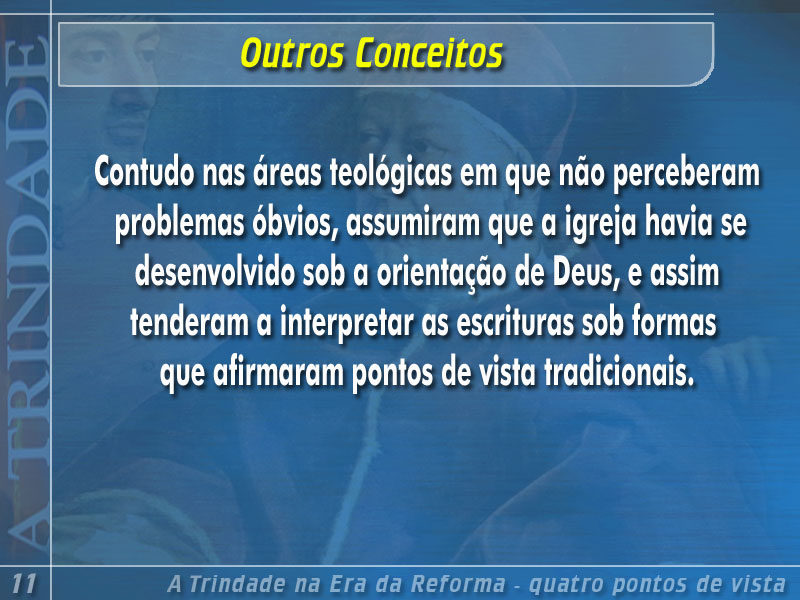 Outros Conceitos
A TRINDADE
Contudo nas áreas teológicas em que não perceberam
problemas óbvios, assumiram que a igreja havia se
desenvolvido sob a orientação de Deus, e assim
tenderam a interpretar as escrituras sob formas
que afirmaram pontos de vista tradicionais.
11
A Trindade na Era da Reforma - quatro pontos de vista